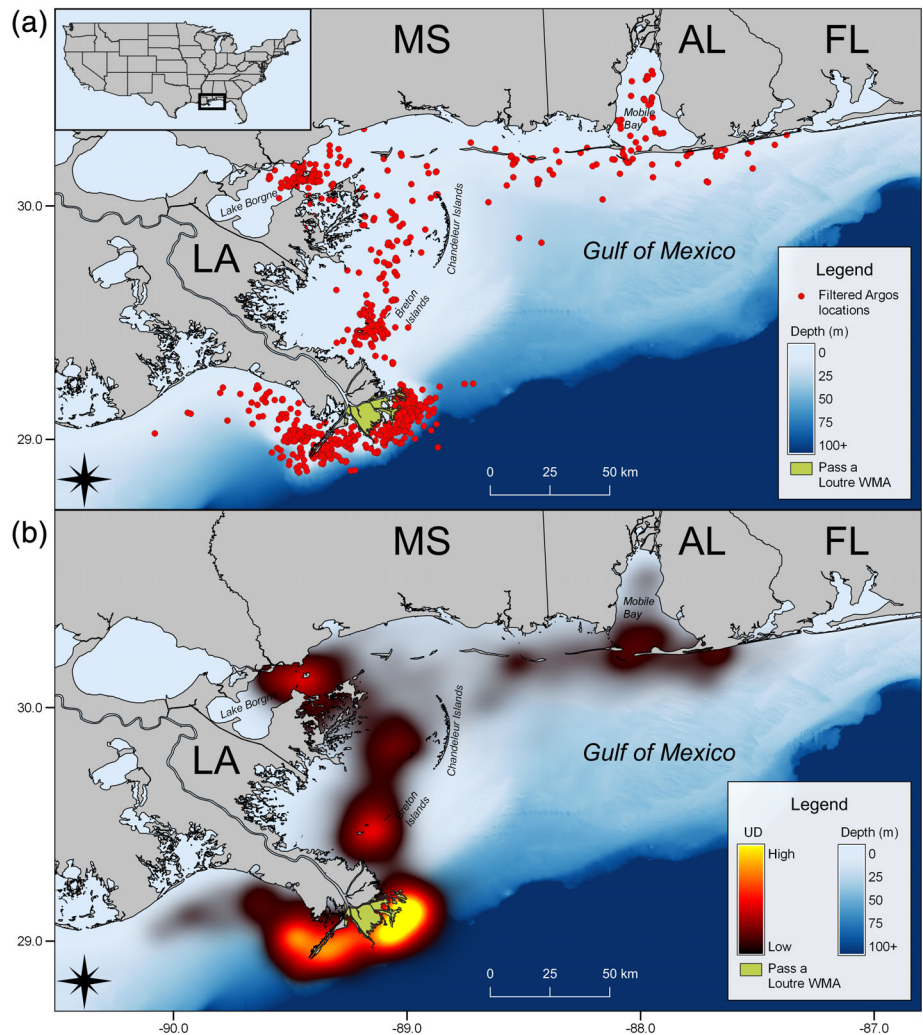 (a)
MS
AL
FL
Mobile
Bay
30.0
Lake Borgne
Chandeleur Islands
LA
Gulf of Mexico
Breton
Islands
29.0
0 25 50 km
Legend
Filtered Argos
locations
Depth (m)
0
25
50
75
100+
Pass a
Loutre WMA
(b)
MS
AL
FL
Mobile
Bay
30.0
Lake Borgne
Chandeleur Islands
LA
Gulf of Mexico
Breton
Islands
29.0
0 25 50 km
Legend
UD
High
Low
Depth (m)
0
25
50
75
100+
Pass a
Loutre WMA
-90.0 -89.0 -88.0 -87.0